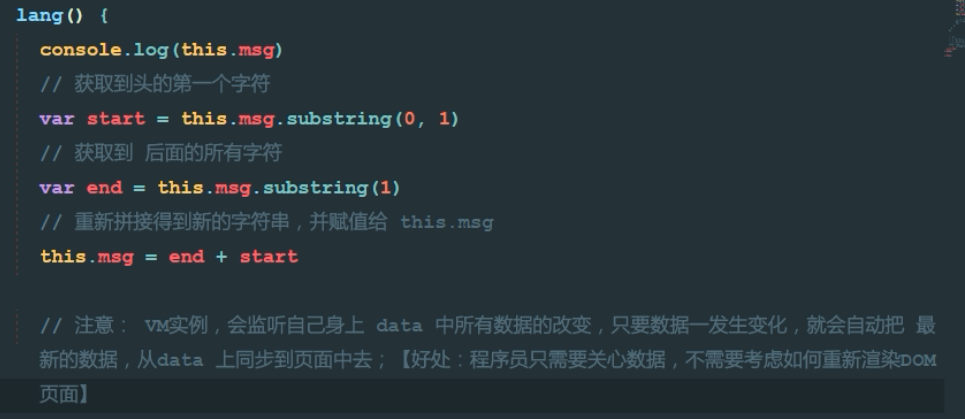 lang() {
console.log(this.msg)
// 获取到头的第一个字符
var start = this.msg.substring(0, 1)
// 获取到 后面的所有字符
var end = this.msg.substring(1)
// 重新拼接得到新的字符串，并赋值给 this.msg
this.msg = end + start
// 注意： VM实例，会监听自己身上 data 中所有数据的改变，只要数据一发生变化，就会自动把 最
新的数据，从data 上同步到页面中去；【好处：程序员只需要关心数据，不需要考虑如何重新渲染DOM
页面】